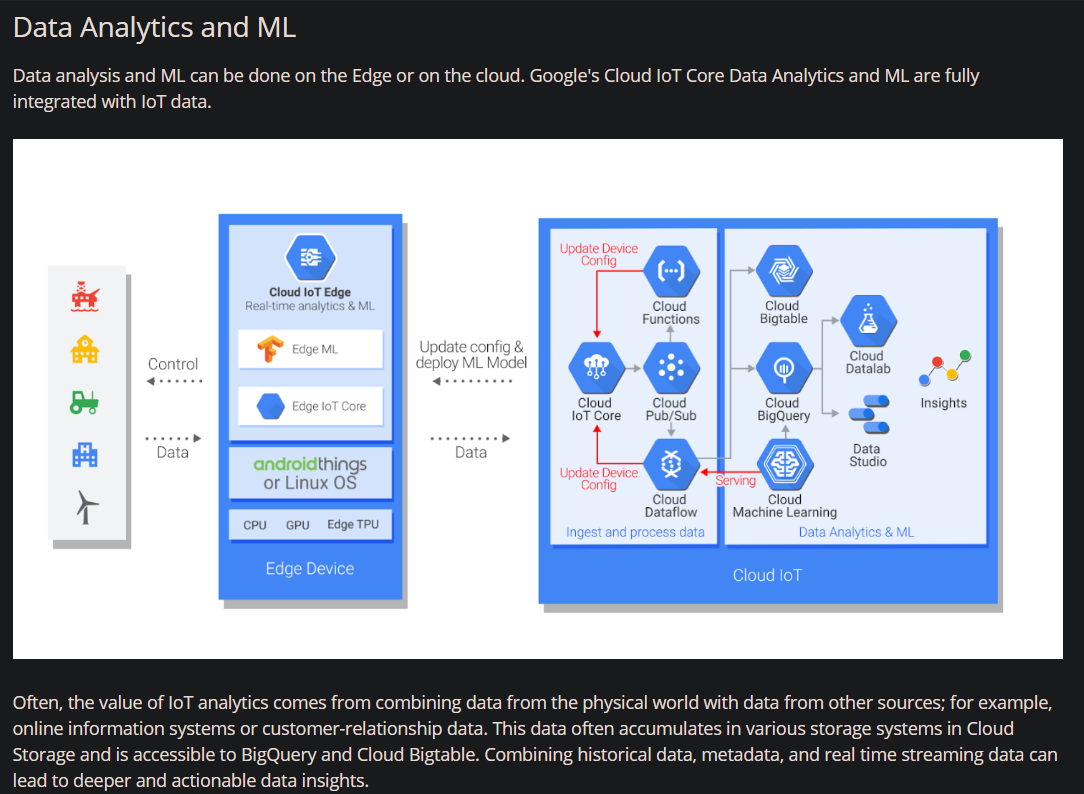 Data Analytics and ML
Data analysis and ML can be done on the Edge or on the cloud. Google's Cloud IoT Core Data Analytics and ML are fully
integrated with IoT data.
Control
Data
Cloud IoT Edge
Real-time analytics & ML
Edge ML
Edge IoT Core
androidthings
or Linux OS
CPU GPU Edge TPU
Edge Device
Update config &
deploy ML Model
Data
Update Device
Config
Cloud
Functions
Cloud
IoT Core
Cloud
Pub/Sub
Update Device
Config
Cloud
Dataflow
Ingest and process data
Cloud
Bigtable
Cloud
BigQuery
Cloud
Datalab
Data
Studio
Serving
Cloud
Machine Learning
Data Analytics & ML
Insights
Cloud IoT
Often, the value of IoT analytics comes from combining data from the physical world with data from other sources; for example,
online information systems or customer-relationship data. This data often accumulates in various storage systems in Cloud
Storage and is accessible to BigQuery and Cloud Bigtable. Combining historical data, metadata, and real time streaming data can
lead to deeper and actionable data insights.